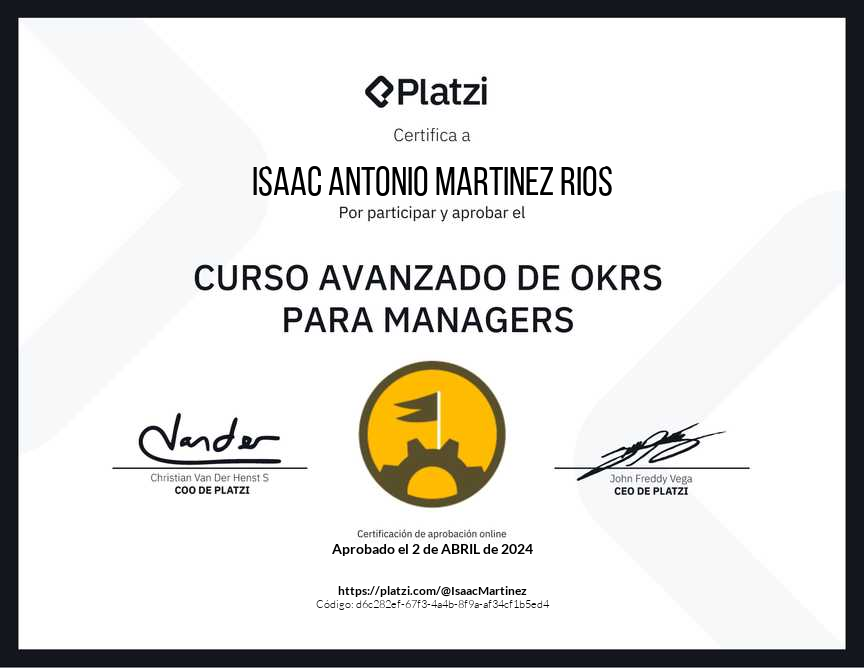 Platzi
Certifica a
ISAAC ANTONIO MARTINEZ RIOS
Por participar y aprobar el
CURSO AVANZADO DE OKRS
PARA MANAGERS
Vander
Christian Van Der Henst S
COO DE PLATZI
John Freddy Vega
CEO DE PLATZI
Certificación de aprobación online
Aprobado el 2 de ABRIL de 2024
https://platzi.com/@IsaacMartinez
Código: d6c282ef-67f3-4a4b-8f9a-af34cf1b5ed4